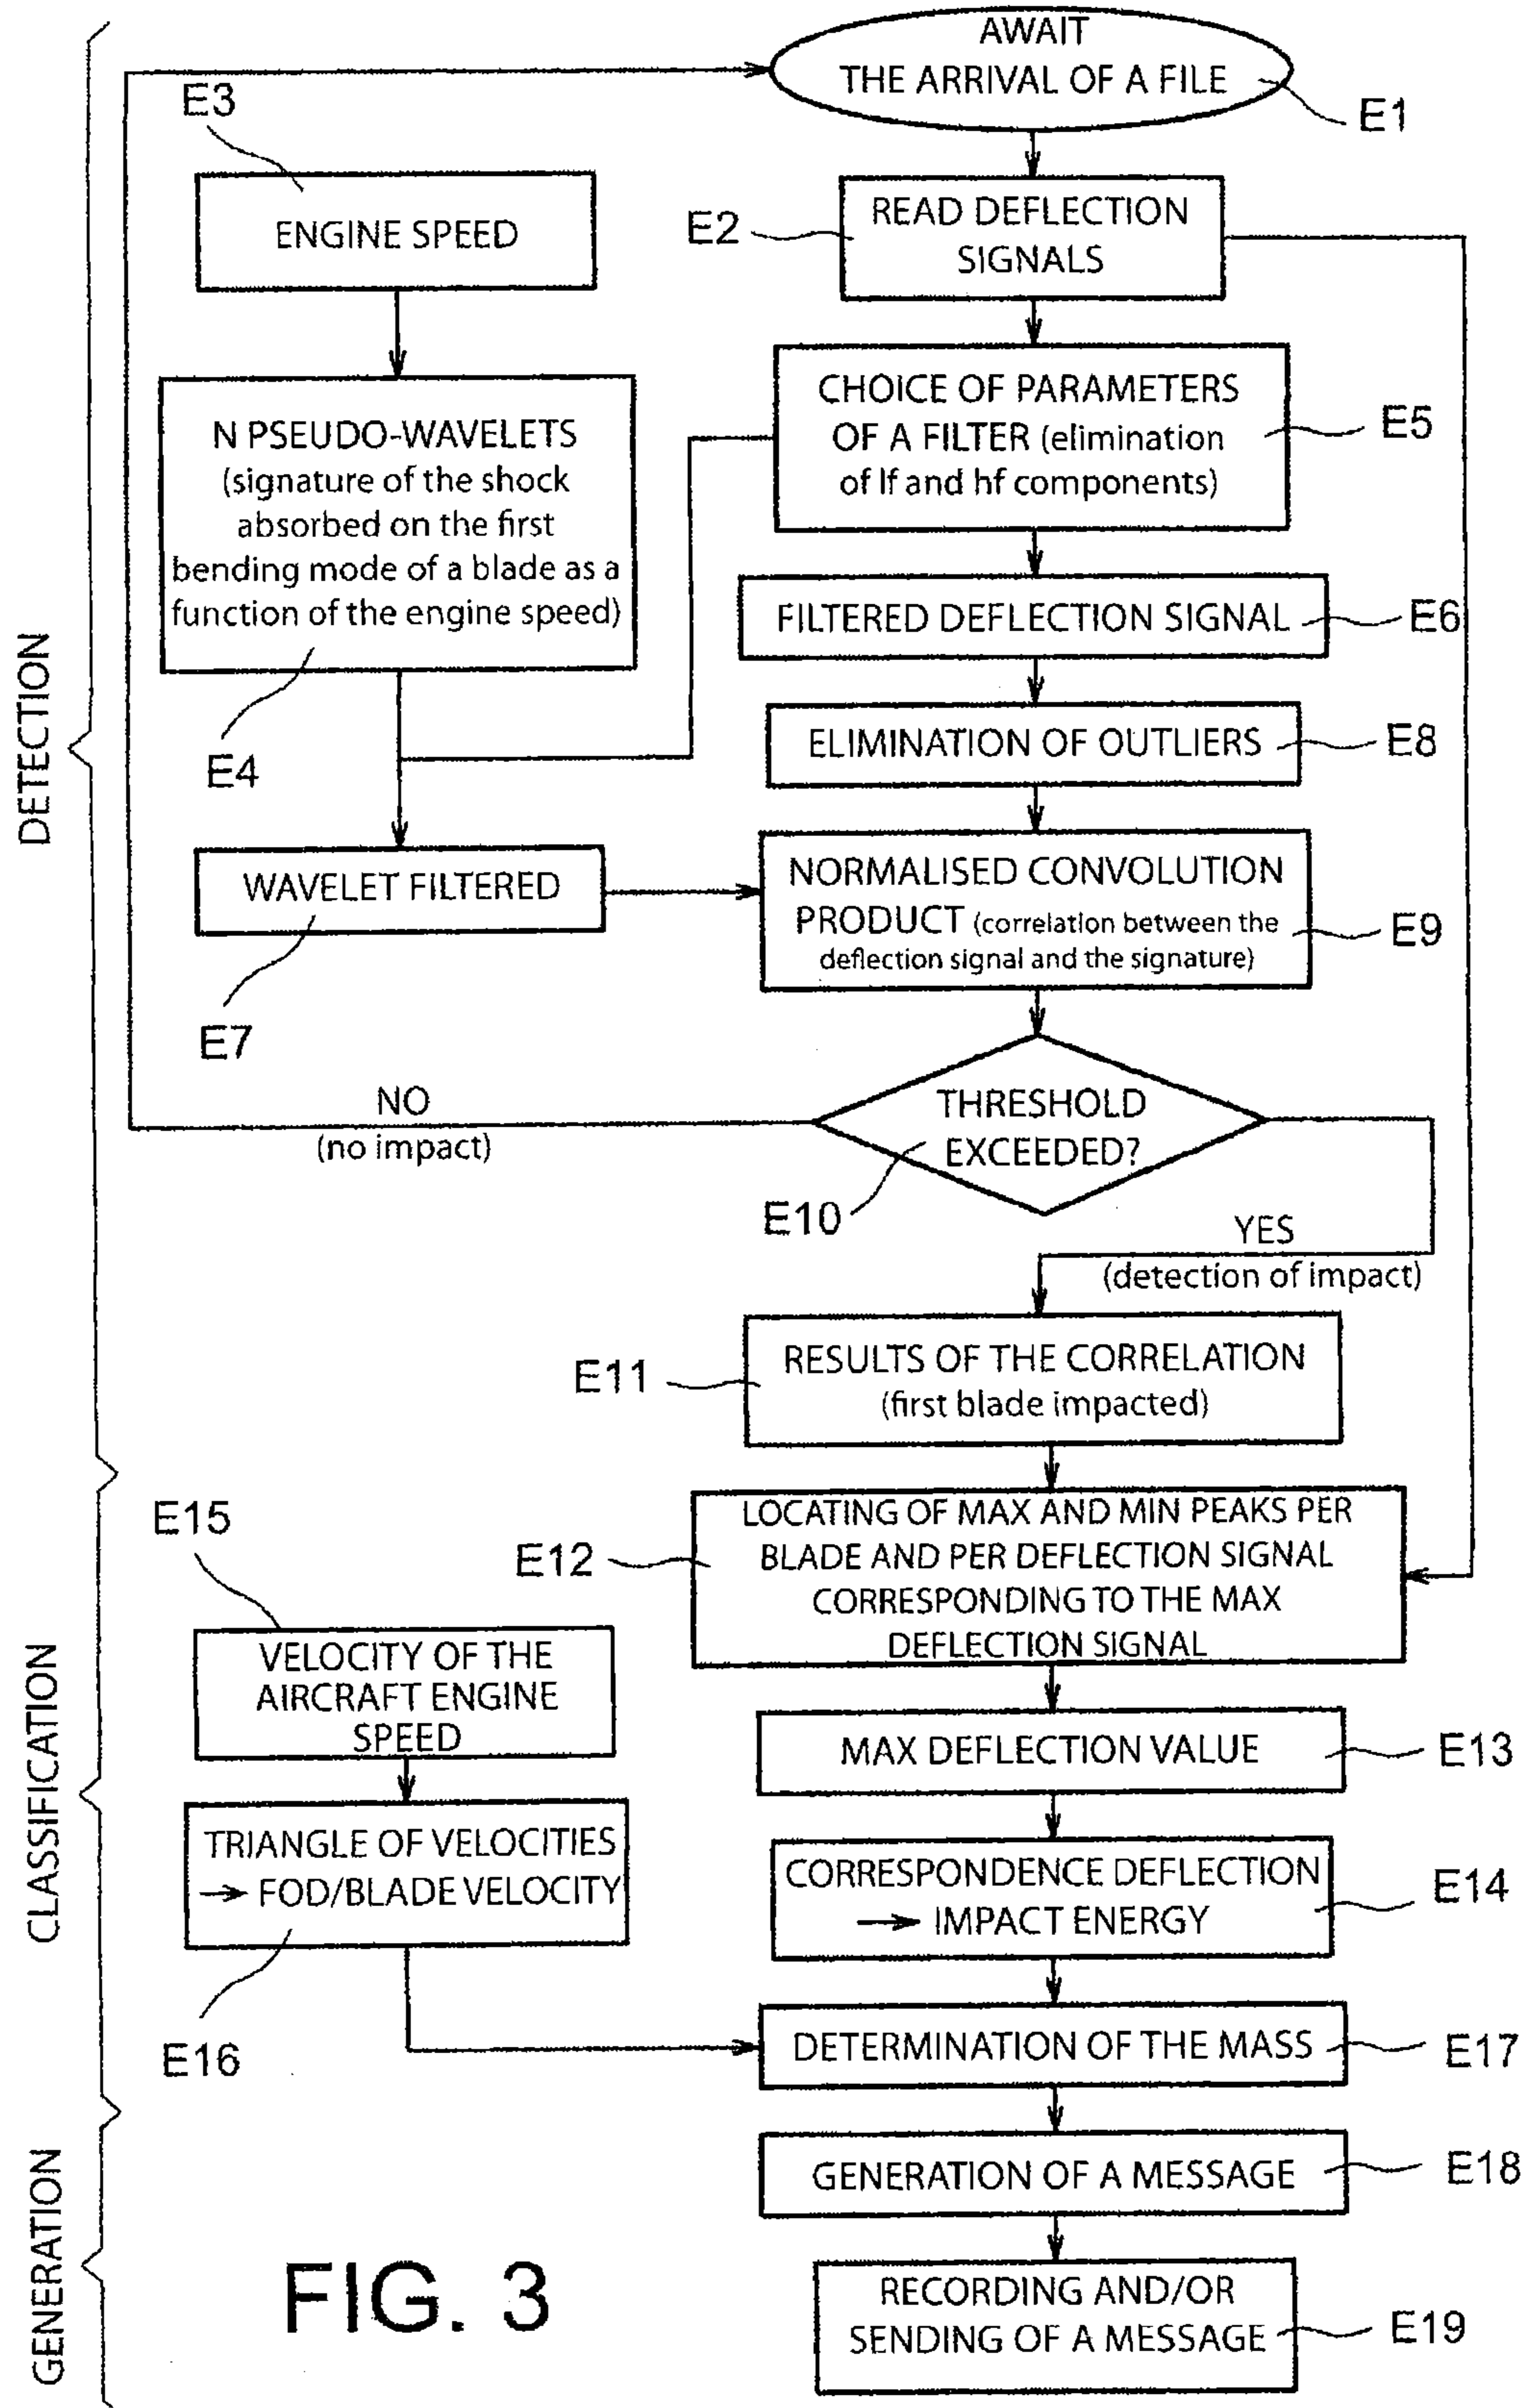 AWAIT
THE ARRIVAL OF A FILE
E1
E3
ENGINE SPEED
E2
READ DEFLECTION
SIGNALS
N PSEUDO-WAVELETS
(signature of the shock
absorbed on the first
bending mode of a blade as a
function of the engine speed)
E4
CHOICE OF PARAMETERS
OF A FILTER (elimination
of lf and hf components)
E5
FILTERED DEFLECTION SIGNAL
E6
ELIMINATION OF OUTLIERS
E8
DETECTION
WAVELET FILTERED
E7
NORMALISED CONVOLUTION
PRODUCT (correlation between the
deflection signal and the signature)
E9
NO
(no impact)
THRESHOLD
EXCEEDED?
E10
YES
(detection of impact)
E11
RESULTS OF THE CORRELATION
(first blade impacted)
E12
LOCATING OF MAX AND MIN PEAKS PER
BLADE AND PER DEFLECTION SIGNAL
CORRESPONDING TO THE MAX
DEFLECTION SIGNAL
E15
VELOCITY OF THE
AIRCRAFT ENGINE
SPEED
MAX DEFLECTION VALUE
E13
CLASSIFICATION
TRIANGLE OF VELOCITIES
→ FOD/BLADE VELOCITY
E16
CORRESPONDENCE DEFLECTION
→ IMPACT ENERGY
E14
DETERMINATION OF THE MASS
E17
GENERATION OF A MESSAGE
E18
GENERATION
RECORDING AND/OR
SENDING OF A MESSAGE
E19
FIG. 3